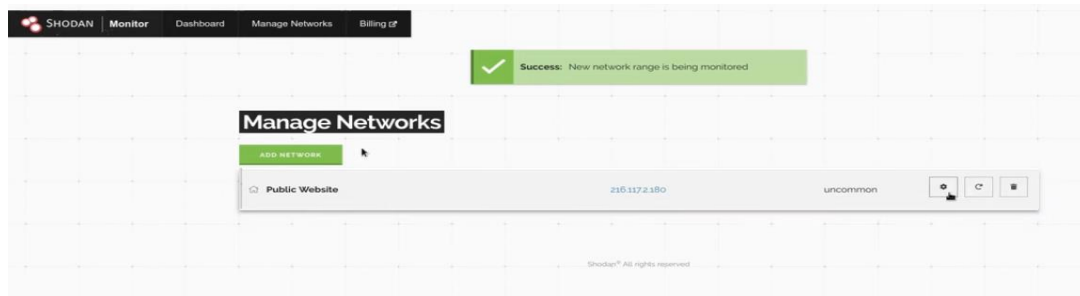 SHODAN Monitor Dashboard Manage Networks Billing
Success: New network range is being monitored
Manage Networks
ADD NETWORK
Public Website 216.117.2.180 uncommon
Shodan® All rights reserved